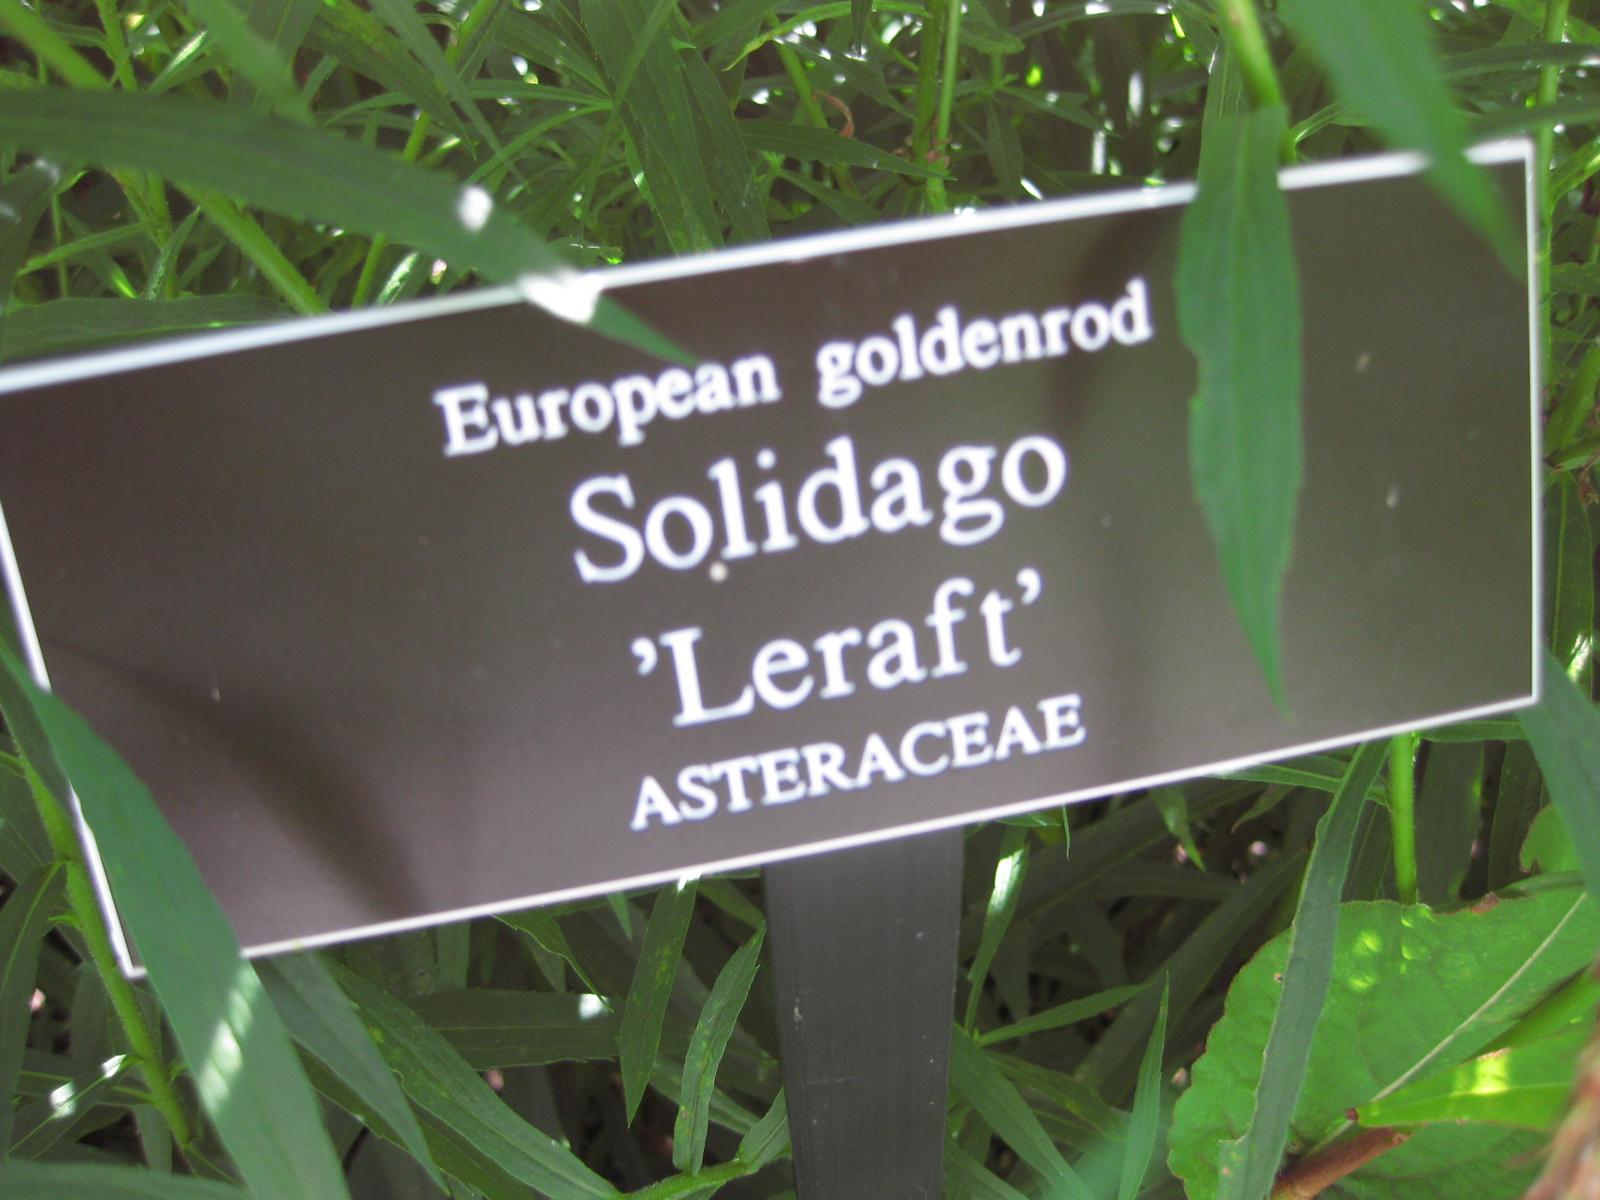 European goldenrod
Solidago
’Leraft’
ASTERACEAE